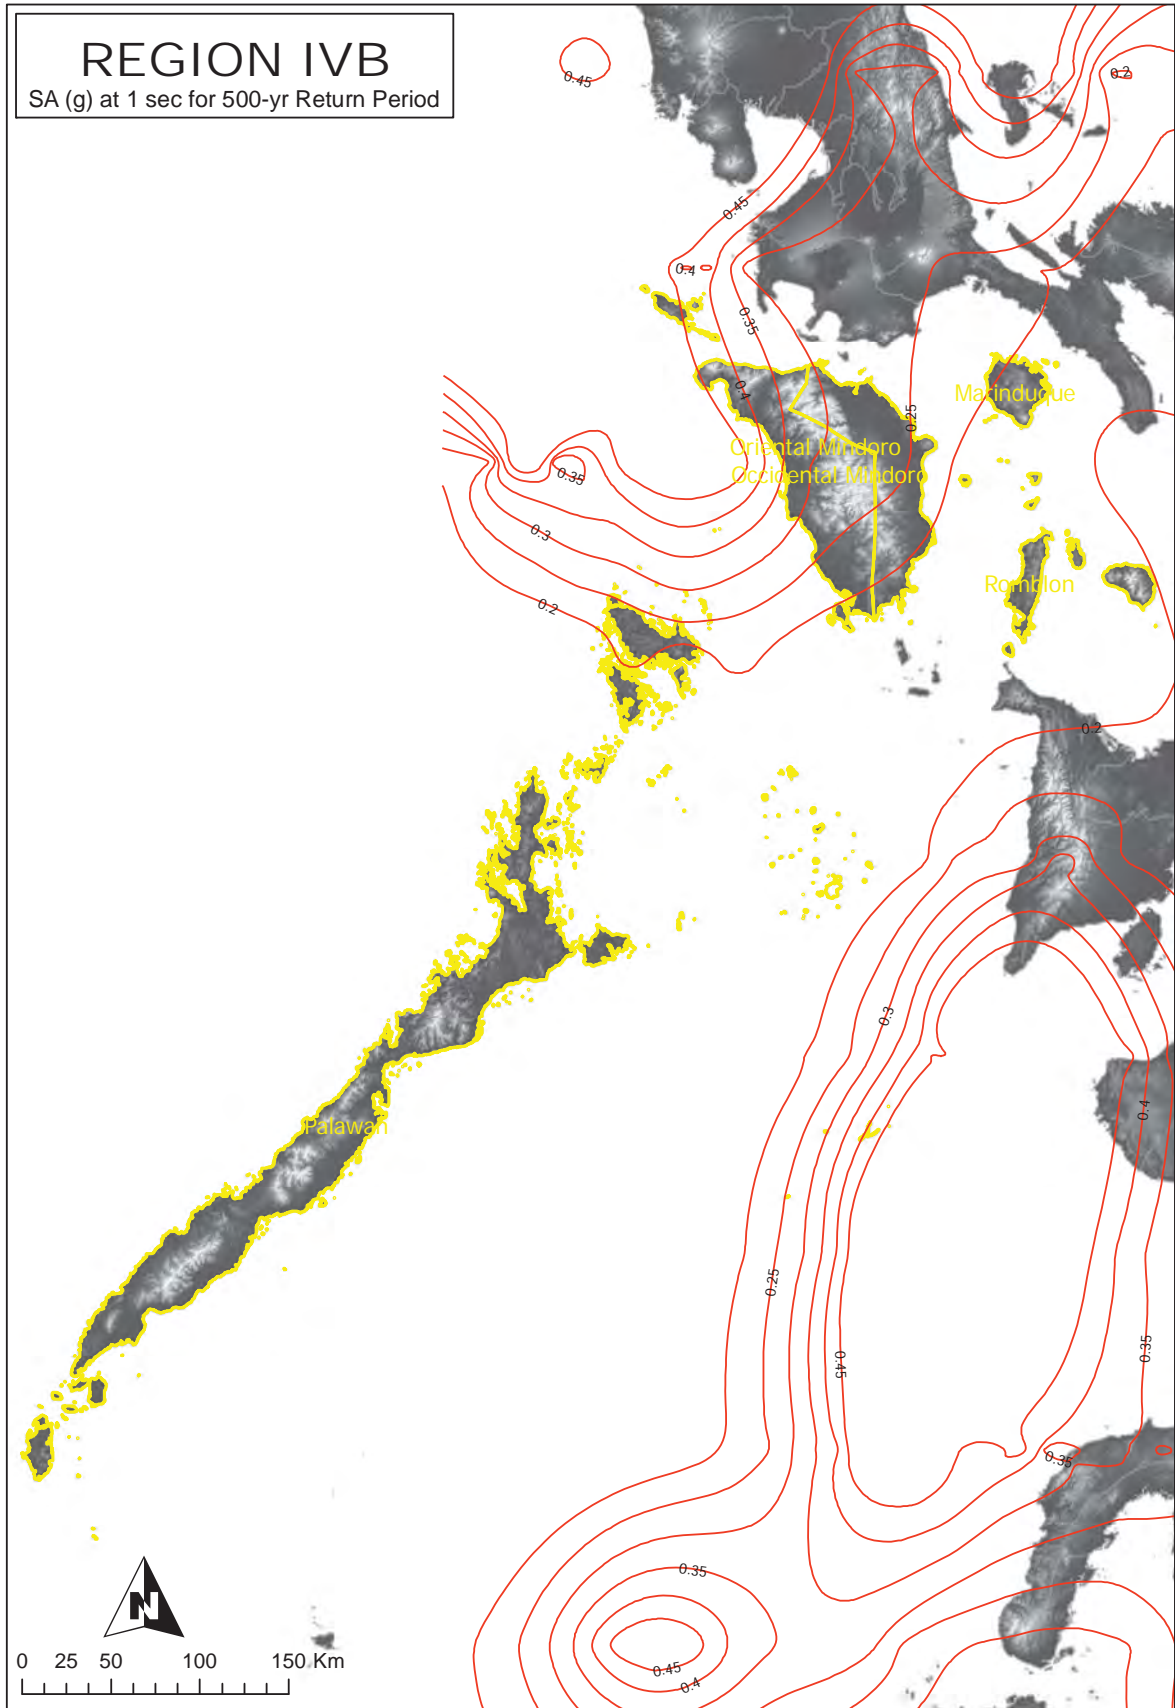 REGION IVB
SA (g) at 1 sec for 500-yr Return Period
0.45
0.2
0.45
0.4
0.35
0.4
Marinduque
0.25
Oriental Mindoro
Occidental Mindoro
0.35
0.3
Romblon
0.2
0.2
0.3
0.4
Palawan
0.25
0.35
0.45
0.35
0.35
0.45
0.4
N
0 25 50 100 150 Km